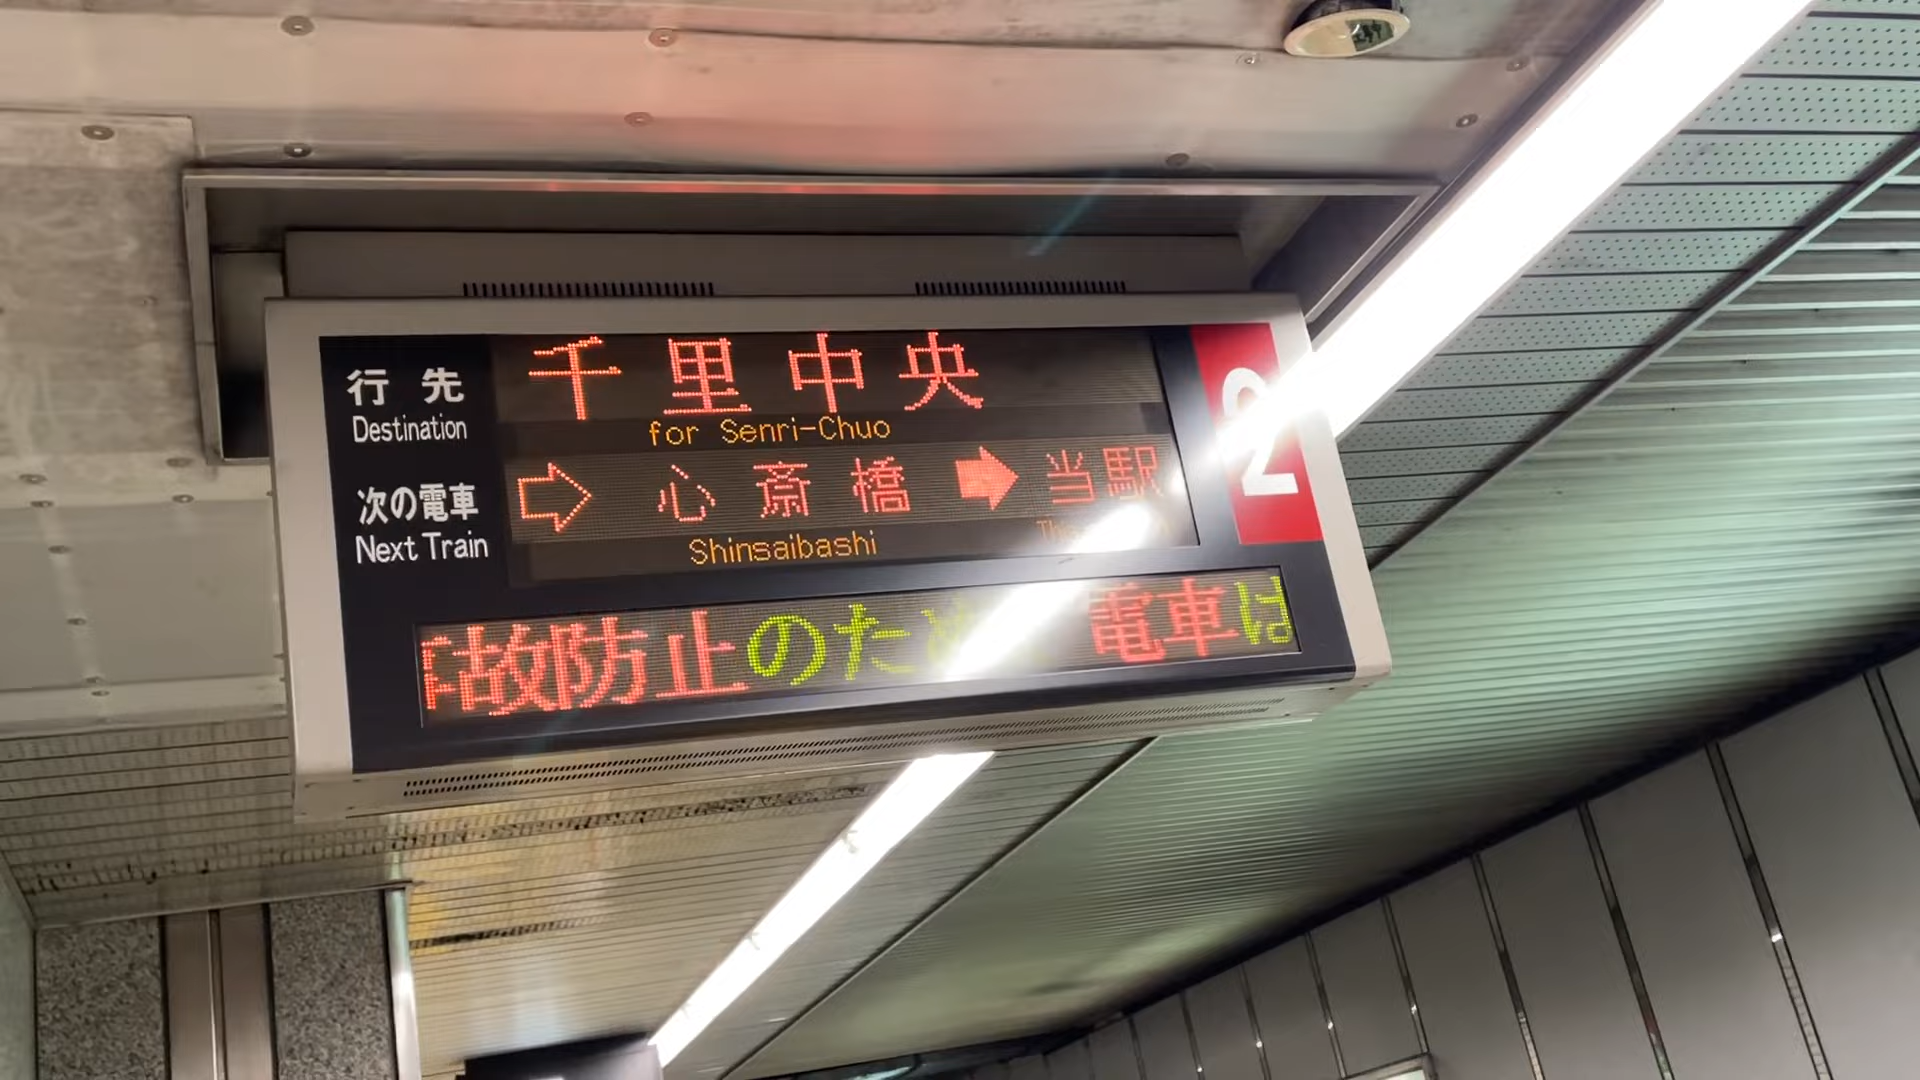 行先
Destination
千里中央
for Senri-Chuo
次の電車
Next Train
⇨ 心斎橋 ➡ 当駅
Shinsaibashi
2
故防止のため 電車は